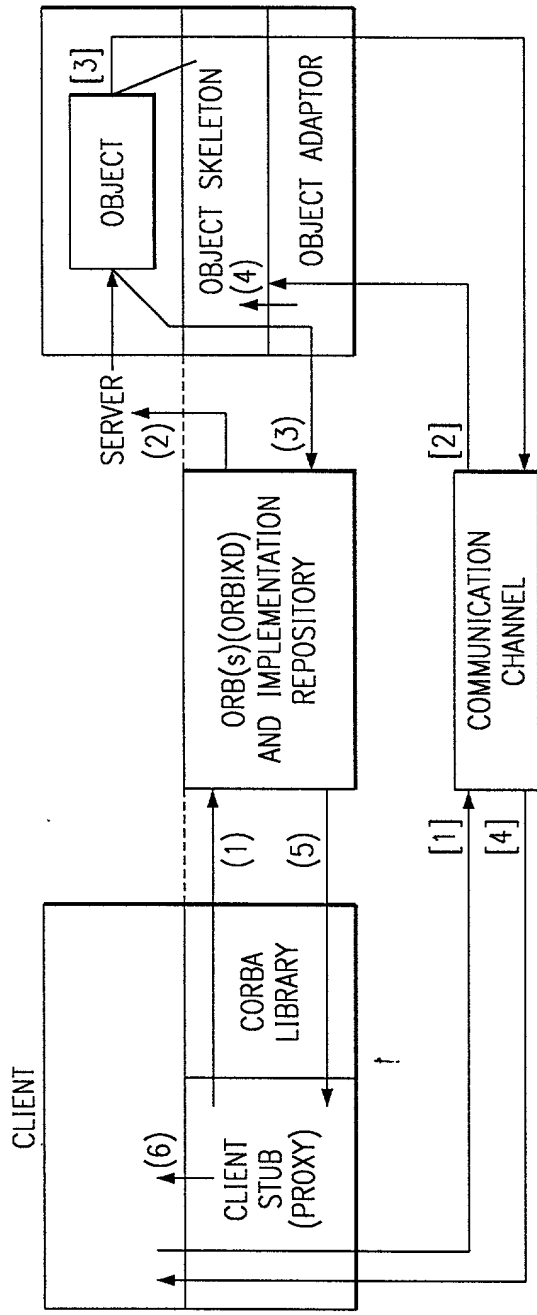 CLIENT
(6)
CLIENT
STUB
(PROXY)
CORBA
LIBRARY
(1)
(5)
[1]
[4]
ORB(s)(ORBIXD)
AND IMPLEMENTATION
REPOSITORY
COMMUNICATION
CHANNEL
SERVER
(2)
(3)
[2]
OBJECT
[3]
OBJECT SKELETON
(4)
OBJECT ADAPTOR